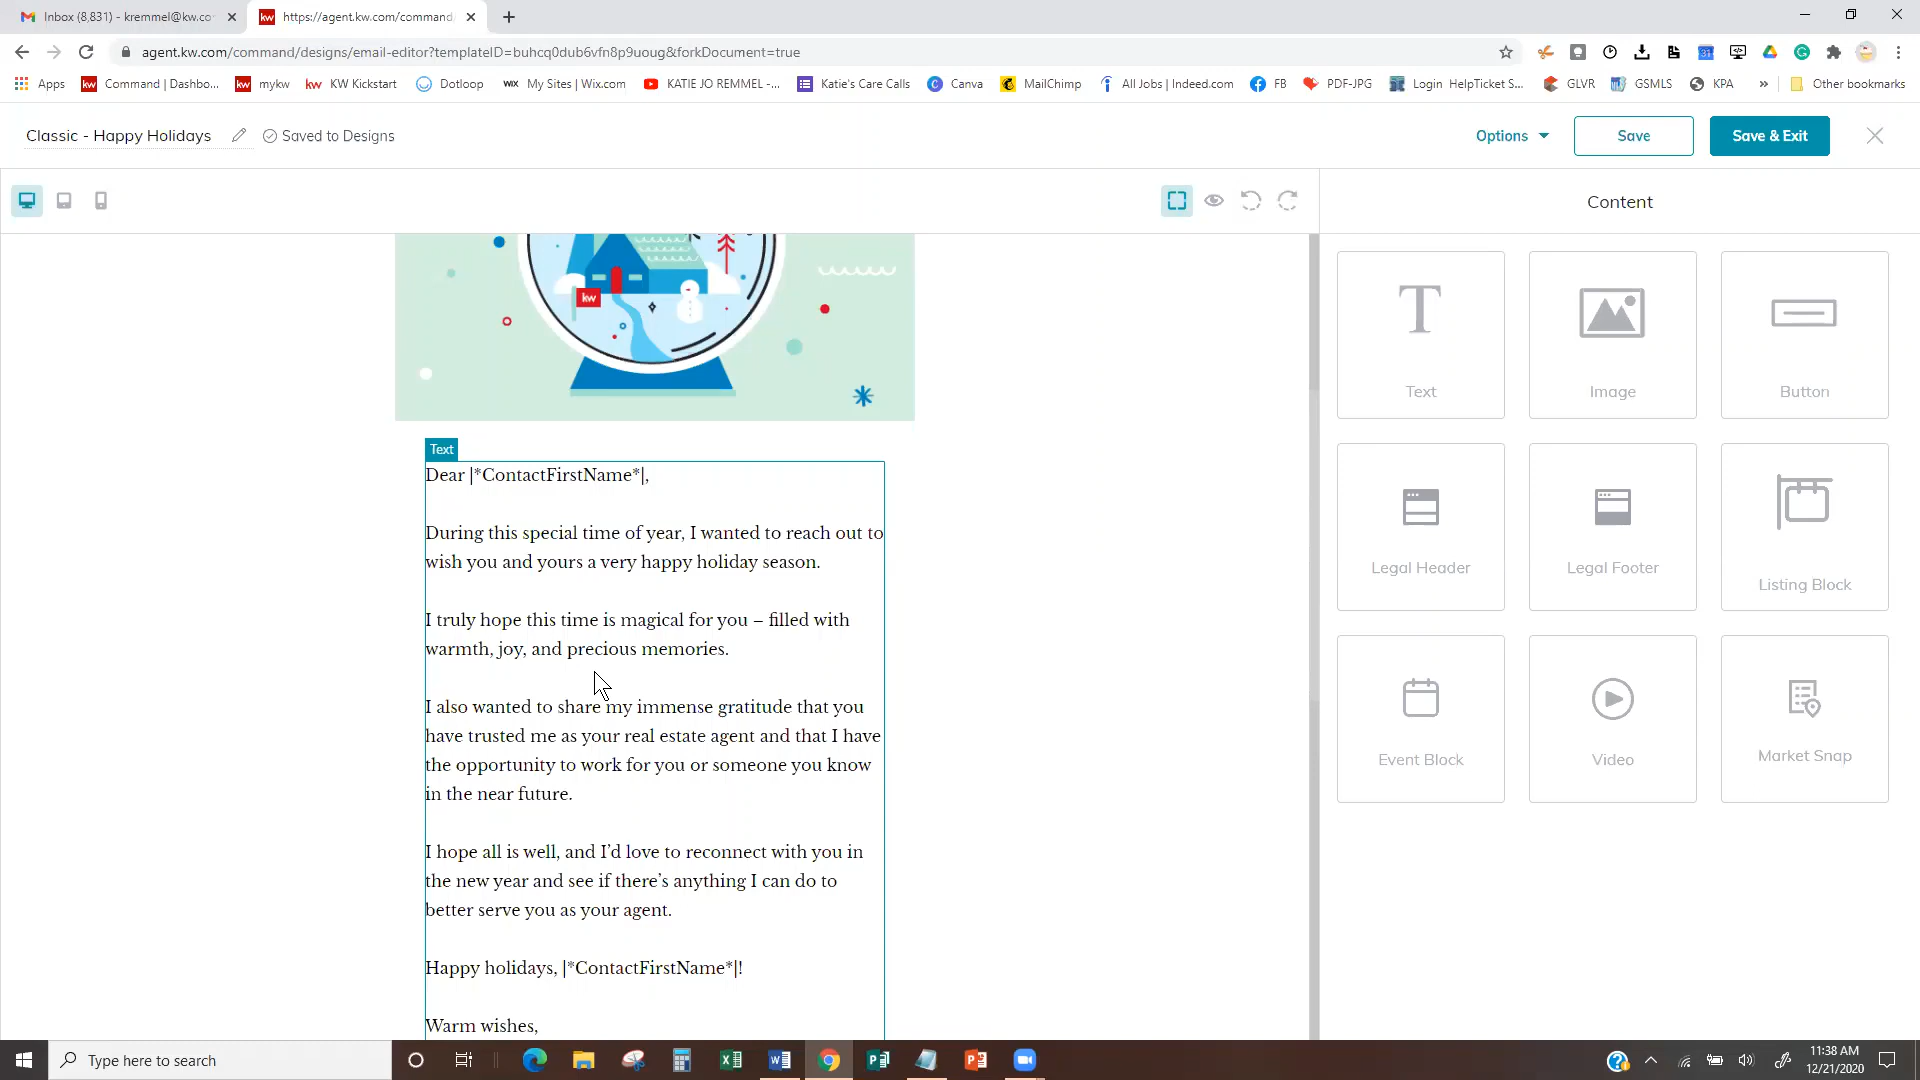 Inbox (8,831) - kremmel@kw.co
https://agent.kw.com/command/
agent.kw.com/command/designs/email-editor?templateID=buhcq0dub6vfn8p9uoug&forkDocument=true
Apps
Command | Dashbo...
mykw
KW Kickstart
Dotloop
My Sites | Wix.com
KATIE JO REMMEL -...
Katie's Care Calls
Canva
MailChimp
All Jobs | Indeed.com
FB
PDF-JPG
Login HelpTicket S...
GLVR
GSMLS
KPA
»
Other bookmarks
Classic - Happy Holidays
Saved to Designs
Options
Save
Save & Exit
Content
kw
Text
Dear |*ContactFirstName*|,
During this special time of year, I wanted to reach out to
wish you and yours a very happy holiday season.
I truly hope this time is magical for you – filled with
warmth, joy, and precious memories.
I also wanted to share my immense gratitude that you
have trusted me as your real estate agent and that I have
the opportunity to work for you or someone you know
in the near future.
I hope all is well, and I'd love to reconnect with you in
the new year and see if there's anything I can do to
better serve you as your agent.
Happy holidays, |*ContactFirstName*|!
Warm wishes,
Text
Image
Button
Legal Header
Legal Footer
Listing Block
Event Block
Video
Market Snap
Type here to search
11:38 AM
12/21/2020